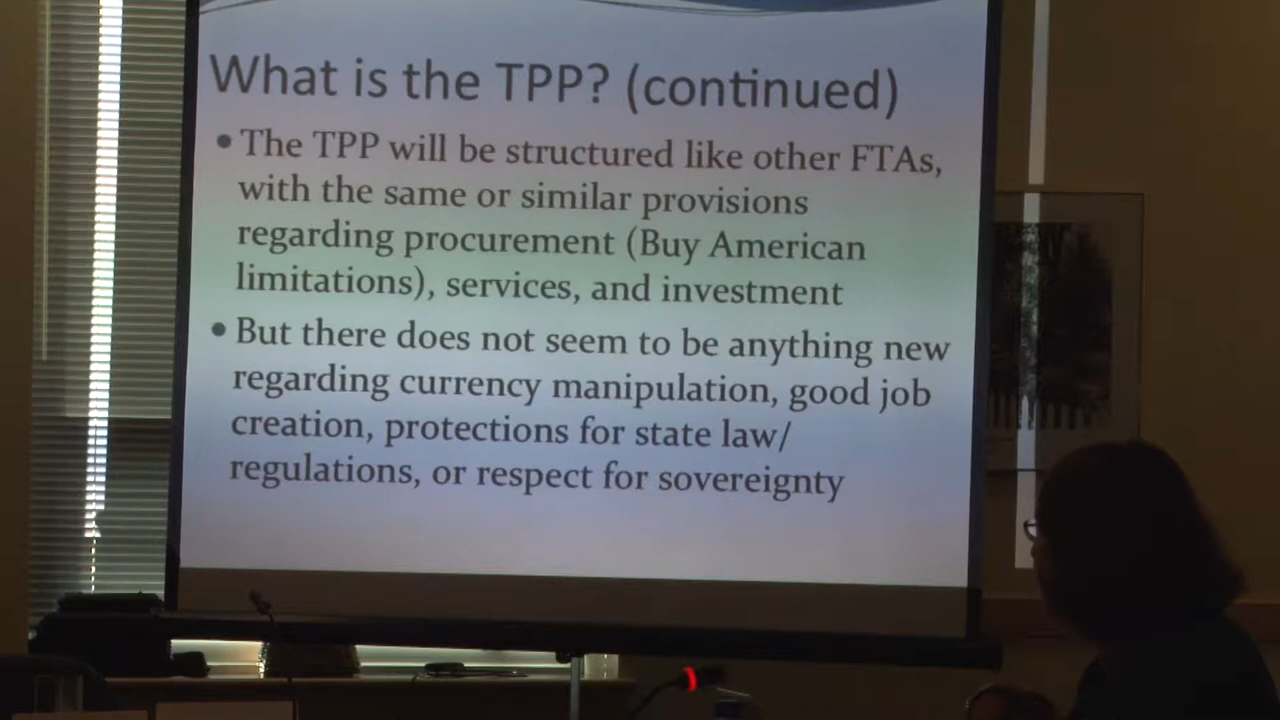 What is the TPP? (continued)
• The TPP will be structured like other FTAs,
with the same or similar provisions
regarding procurement (Buy American
limitations), services, and investment
• But there does not seem to be anything new
regarding currency manipulation, good job
creation, protections for state law/
regulations, or respect for sovereignty